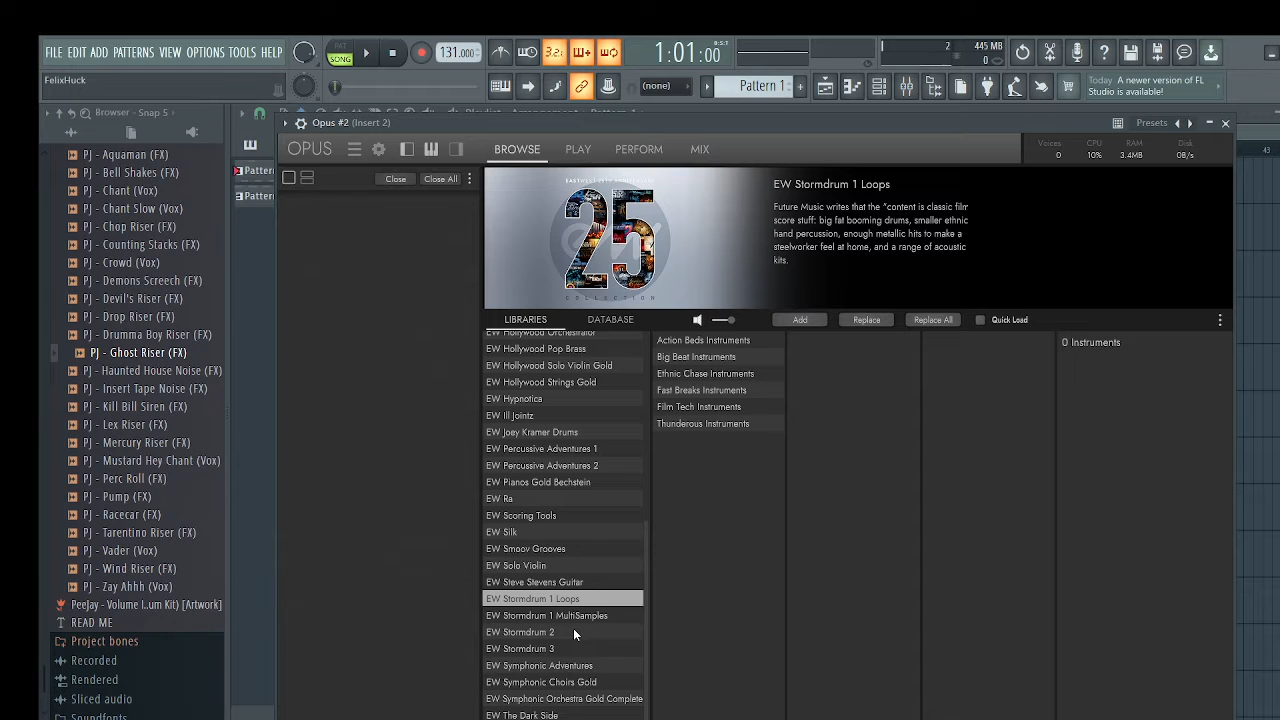 FILE EDIT ADD PATTERNS VIEW OPTIONS TOOLS HELP
PAT
SONG
131.000
3.2.1
1:01:00
B:S:T
2
445 MB
0
FelixHuck
(none)
Pattern 1
Today A newer version of FL
Studio is available!
Browser - Snap 5
PJ - Aquaman (FX)
PJ - Bell Shakes (FX)
PJ - Chant (Vox)
PJ - Chant Slow (Vox)
PJ - Chop Riser (FX)
PJ - Counting Stacks (FX)
PJ - Crowd (Vox)
PJ - Demons Screech (FX)
PJ - Devil's Riser (FX)
PJ - Drop Riser (FX)
PJ - Drumma Boy Riser (FX)
PJ - Ghost Riser (FX)
PJ - Haunted House Noise (FX)
PJ - Insert Tape Noise (FX)
PJ - Kill Bill Siren (FX)
PJ - Lex Riser (FX)
PJ - Mercury Riser (FX)
PJ - Mustard Hey Chant (Vox)
PJ - Perc Roll (FX)
PJ - Pump (FX)
PJ - Racecar (FX)
PJ - Tarentino Riser (FX)
PJ - Vader (Vox)
PJ - Wind Riser (FX)
PJ - Zay Ahhh (Vox)
PeeJay - Volume I...um Kit) [Artwork]
READ ME
Project bones
Recorded
Rendered
Sliced audio
Soundfonts
Patter
Patter
43
Opus #2 (Insert 2)
Presets
OPUS
BROWSE
PLAY
PERFORM
MIX
Voices
0
CPU
10%
RAM
3.4MB
Disk
0B/s
Close
Close All
25
COLLECTION
EW Stormdrum 1 Loops
Future Music writes that the "content is classic film
score stuff: big fat booming drums, smaller ethnic
hand percussion, enough metallic hits to make a
steelworker feel at home, and a range of acoustic
kits.
LIBRARIES
DATABASE
Add
Replace
Replace All
Quick Load
EW Hollywood Orchestrator
EW Hollywood Pop Brass
EW Hollywood Solo Violin Gold
EW Hollywood Strings Gold
EW Hypnotica
EW Ill Jointz
EW Joey Kramer Drums
EW Percussive Adventures 1
EW Percussive Adventures 2
EW Pianos Gold Bechstein
EW Ra
EW Scoring Tools
EW Silk
EW Smoov Grooves
EW Solo Violin
EW Steve Stevens Guitar
EW Stormdrum 1 Loops
EW Stormdrum 1 MultiSamples
EW Stormdrum 2
EW Stormdrum 3
EW Symphonic Adventures
EW Symphonic Choirs Gold
EW Symphonic Orchestra Gold Complete
EW The Dark Side
Action Beds Instruments
Big Beat Instruments
Ethnic Chase Instruments
Fast Breaks Instruments
Film Tech Instruments
Thunderous Instruments
0 Instruments